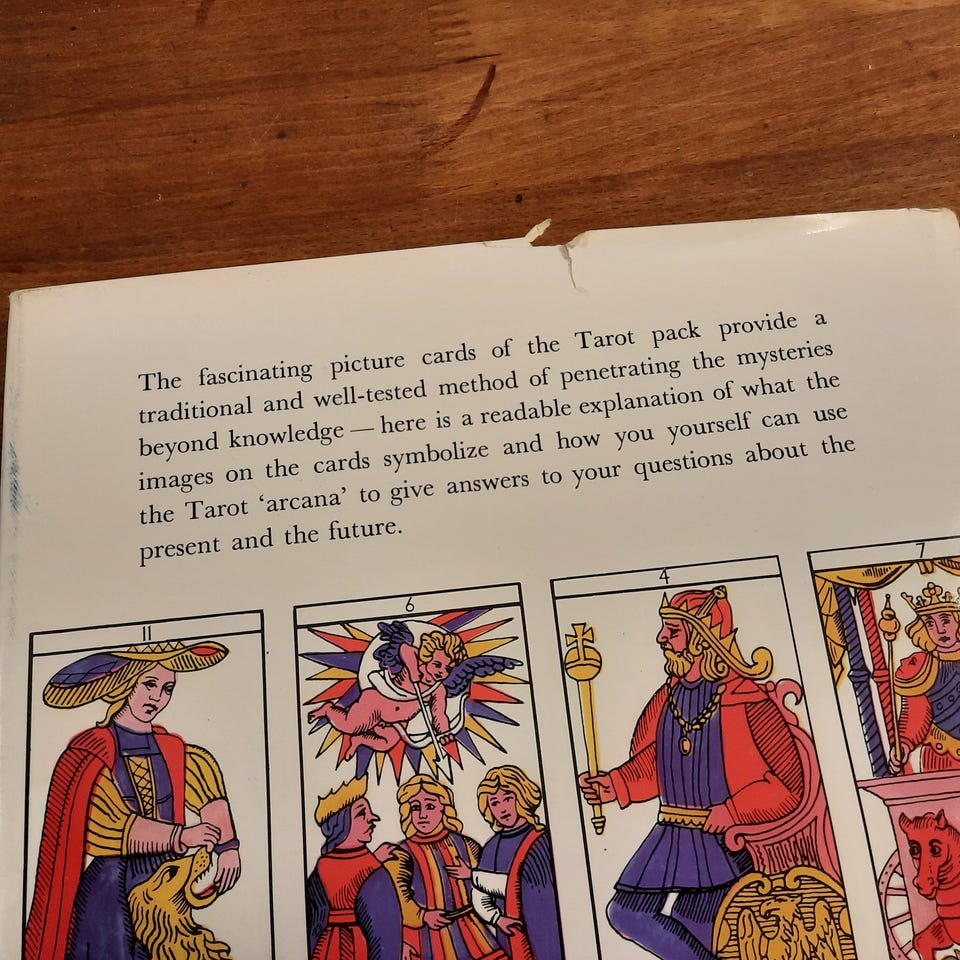 The fascinating picture cards of the Tarot pack provide a
traditional and well-tested method of penetrating the mysteries
beyond knowledge — here is a readable explanation of what the
images on the cards symbolize and how you yourself can use
the Tarot ‘arcana’ to give answers to your questions about the
present and the future.
11
6
4
7